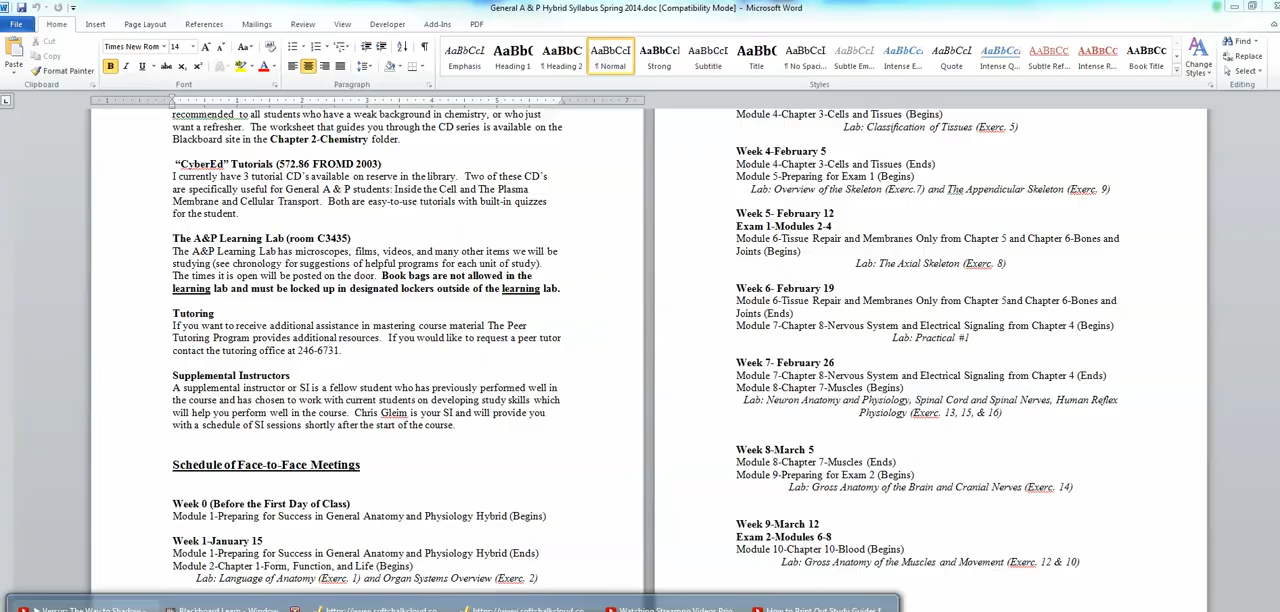 General A & P Hybrid Syllabus Spring 2014.doc [Compatibility Mode] - Microsoft Word
File Home Insert Page Layout References Mailings Review View Developer Add-Ins PDF
Paste
Cut
Copy
Format Painter
Clipboard
Times New Rom 14
Font
Paragraph
AaBbCcL AaBbC AaBbC AaBbCcI AaBbCc AaBbCcI AaBbC AaBbCcI AaBbCcL AaBbCcI AaBbCcD AaBbCcL AABBCC AABBCC AaBbCc
Emphasis Heading 1 ¶ Heading 2 ¶ Normal Strong Subtitle Title ¶ No Spaci... Subtle Em... Intense E... Quote Intense Q... Subtle Ref... Intense R... Book Title
Styles
Change Styles
Find
Replace
Select
Editing
recommended to all students who have a weak background in chemistry, or who just
want a refresher. The worksheet that guides you through the CD series is available on the
Blackboard site in the Chapter 2-Chemistry folder.
“CyberEd” Tutorials (572.86 FROMD 2003)
I currently have 3 tutorial CD’s available on reserve in the library. Two of these CD’s
are specifically useful for General A & P students: Inside the Cell and The Plasma
Membrane and Cellular Transport. Both are easy-to-use tutorials with built-in quizzes
for the student.
The A&P Learning Lab (room C3435)
The A&P Learning Lab has microscopes, films, videos, and many other items we will be
studying (see chronology for suggestions of helpful programs for each unit of study).
The times it is open will be posted on the door. Book bags are not allowed in the
learning lab and must be locked up in designated lockers outside of the learning lab.
Tutoring
If you want to receive additional assistance in mastering course material The Peer
Tutoring Program provides additional resources. If you would like to request a peer tutor
contact the tutoring office at 246-6731.
Supplemental Instructors
A supplemental instructor or SI is a fellow student who has previously performed well in
the course and has chosen to work with current students on developing study skills which
will help you perform well in the course. Chris Gleim is your SI and will provide you
with a schedule of SI sessions shortly after the start of the course.
Schedule of Face-to-Face Meetings
Week 0 (Before the First Day of Class)
Module 1-Preparing for Success in General Anatomy and Physiology Hybrid (Begins)
Week 1-January 15
Module 1-Preparing for Success in General Anatomy and Physiology Hybrid (Ends)
Module 2-Chapter 1-Form, Function, and Life (Begins)
Lab: Language of Anatomy (Exerc. 1) and Organ Systems Overview (Exerc. 2)
Module 4-Chapter 3-Cells and Tissues (Begins)
Lab: Classification of Tissues (Exerc. 5)
Week 4-February 5
Module 4-Chapter 3-Cells and Tissues (Ends)
Module 5-Preparing for Exam 1 (Begins)
Lab: Overview of the Skeleton (Exerc.7) and The Appendicular Skeleton (Exerc. 9)
Week 5- February 12
Exam 1-Modules 2-4
Module 6-Tissue Repair and Membranes Only from Chapter 5 and Chapter 6-Bones and
Joints (Begins)
Lab: The Axial Skeleton (Exerc. 8)
Week 6- February 19
Module 6-Tissue Repair and Membranes Only from Chapter 5and Chapter 6-Bones and
Joints (Ends)
Module 7-Chapter 8-Nervous System and Electrical Signaling from Chapter 4 (Begins)
Lab: Practical #1
Week 7- February 26
Module 7-Chapter 8-Nervous System and Electrical Signaling from Chapter 4 (Ends)
Module 8-Chapter 7-Muscles (Begins)
Lab: Neuron Anatomy and Physiology, Spinal Cord and Spinal Nerves, Human Reflex
Physiology (Exerc. 13, 15, & 16)
Week 8-March 5
Module 8-Chapter 7-Muscles (Ends)
Module 9-Preparing for Exam 2 (Begins)
Lab: Gross Anatomy of the Brain and Cranial Nerves (Exerc. 14)
Week 9-March 12
Exam 2-Modules 6-8
Module 10-Chapter 10-Blood (Begins)
Lab: Gross Anatomy of the Muscles and Movement (Exerc. 12 & 10)